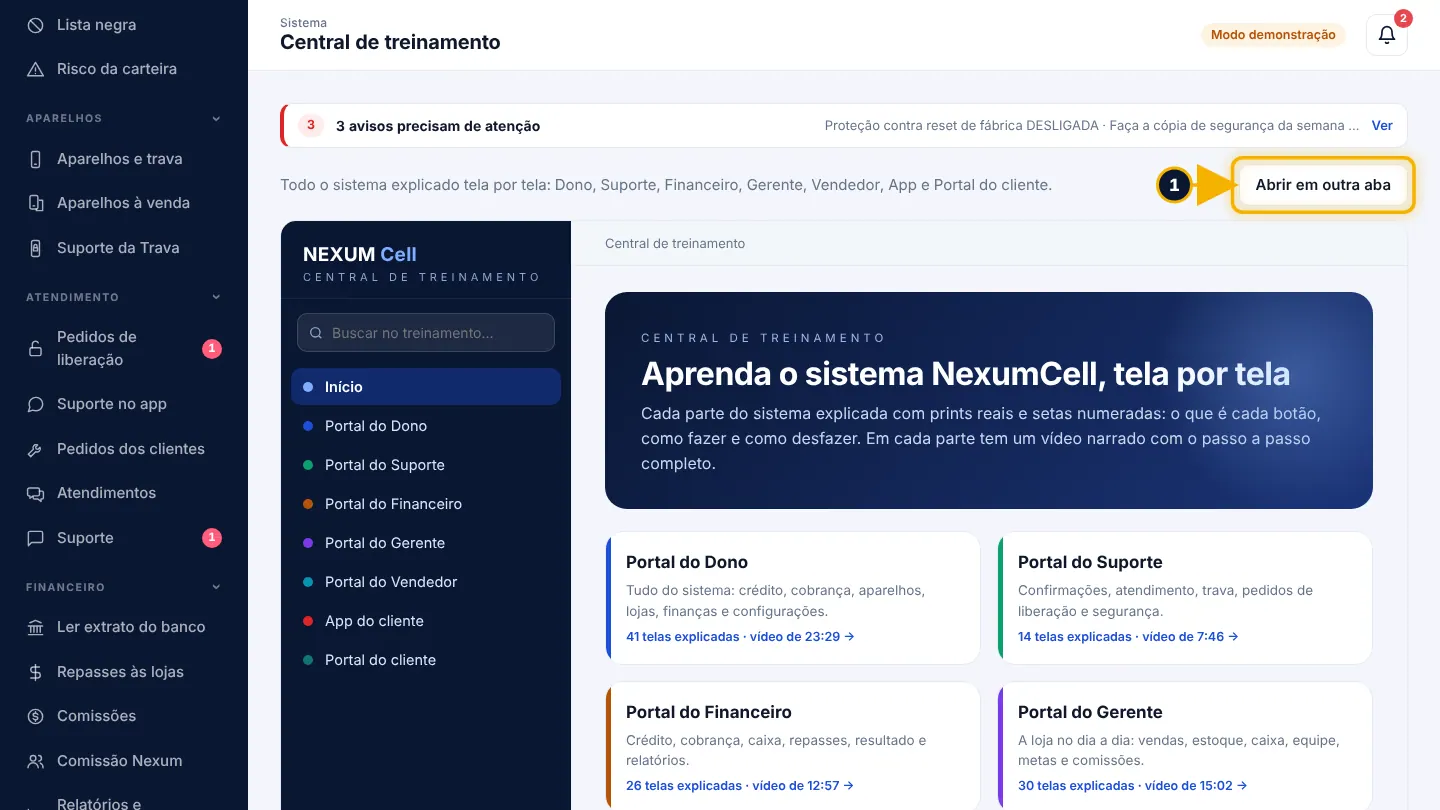 Lista negra
Risco da carteira
APARELHOS
Aparelhos e trava
Aparelhos à venda
Suporte da Trava
ATENDIMENTO
Pedidos de
liberação
1
Suporte no app
Pedidos dos clientes
Atendimentos
Suporte
1
FINANCEIRO
Ler extrato do banco
Repasses às lojas
Comissões
Comissão Nexum
Relatórios e
Sistema
Central de treinamento
Modo demonstração
2
3
3 avisos precisam de atenção
Proteção contra reset de fábrica DESLIGADA · Faça a cópia de segurança da semana ...
Ver
Todo o sistema explicado tela por tela: Dono, Suporte, Financeiro, Gerente, Vendedor, App e Portal do cliente.
1
Abrir em outra aba
NEXUM Cell
CENTRAL DE TREINAMENTO
Buscar no treinamento...
Início
Portal do Dono
Portal do Suporte
Portal do Financeiro
Portal do Gerente
Portal do Vendedor
App do cliente
Portal do cliente
Central de treinamento
CENTRAL DE TREINAMENTO
Aprenda o sistema NexumCell, tela por tela
Cada parte do sistema explicada com prints reais e setas numeradas: o que é cada botão,
como fazer e como desfazer. Em cada parte tem um vídeo narrado com o passo a passo
completo.
Portal do Dono
Tudo do sistema: crédito, cobrança, aparelhos,
lojas, finanças e configurações.
41 telas explicadas · vídeo de 23:29 →
Portal do Suporte
Confirmações, atendimento, trava, pedidos de
liberação e segurança.
14 telas explicadas · vídeo de 7:46 →
Portal do Financeiro
Crédito, cobrança, caixa, repasses, resultado e
relatórios.
26 telas explicadas · vídeo de 12:57 →
Portal do Gerente
A loja no dia a dia: vendas, estoque, caixa, equipe,
metas e comissões.
30 telas explicadas · vídeo de 15:02 →